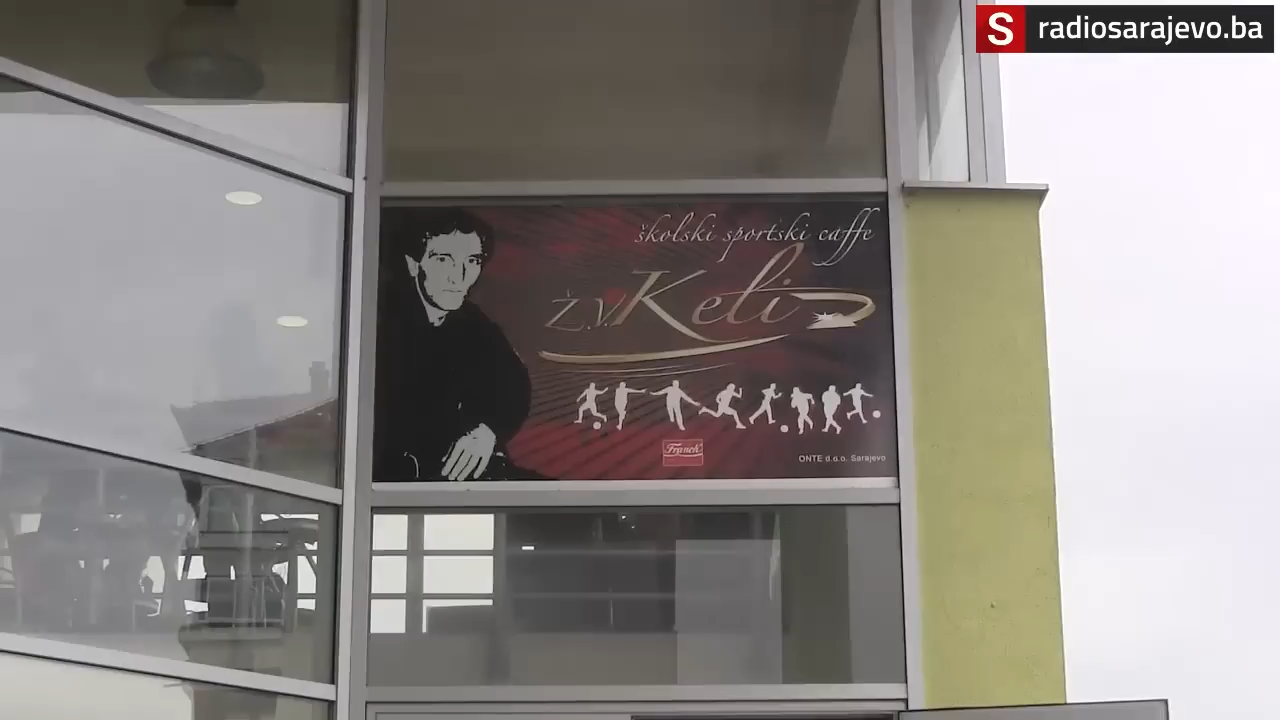 S radiosarajevo.ba
školski sportski caffe
Ž.V. Keli
Franck
ONTE d.o.o. Sarajevo